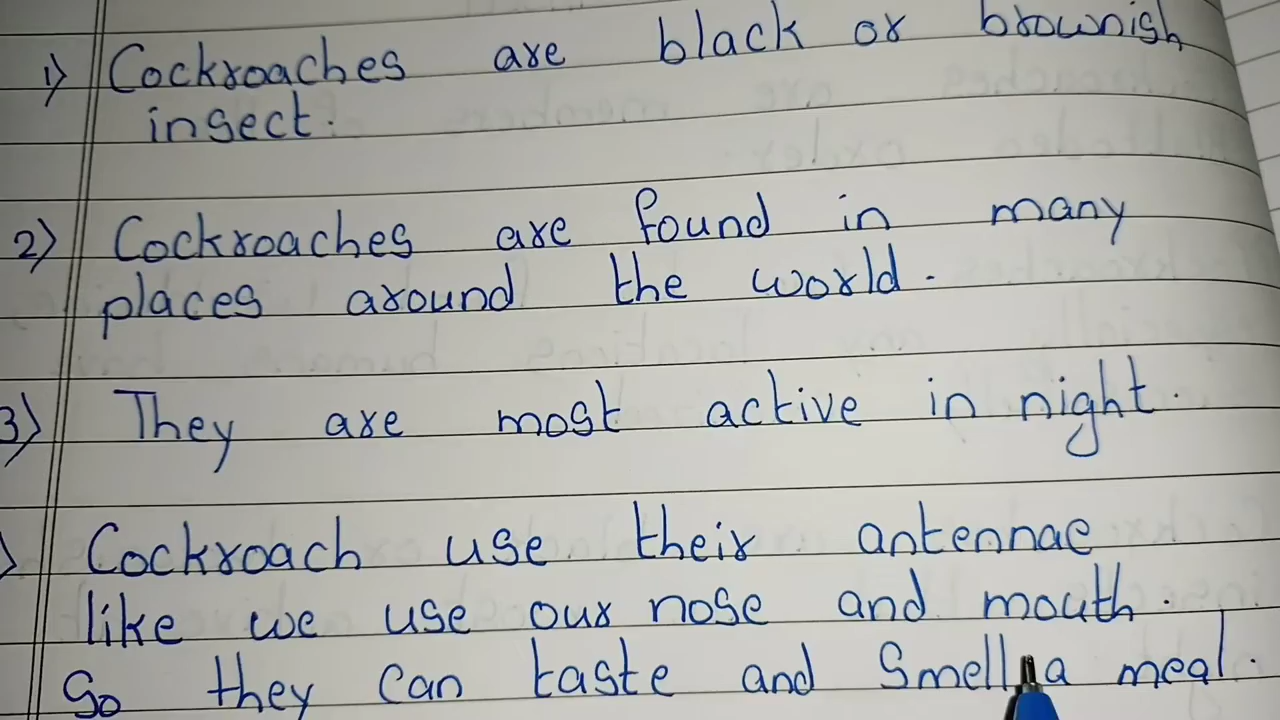 1) Cockroaches are black or brownish
insect.
2) Cockroaches are found in many
places around the world.
3) They are most active in night.
) Cockroach use their antennae
like we use our nose and mouth.
So they can taste and smell a meal.